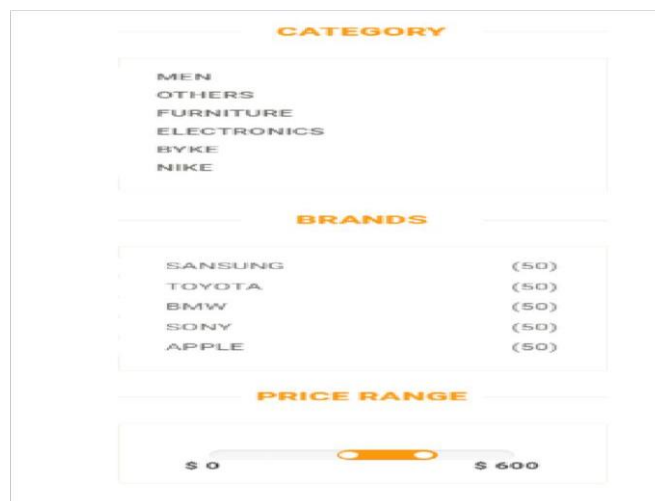 CATEGORY
MEN
OTHERS
FURNITURE
ELECTRONICS
BYKE
NIKE
BRANDS
SANSUNG (50)
TOYOTA (50)
BMW (50)
SONY (50)
APPLE (50)
PRICE RANGE
$ 0 $ 600